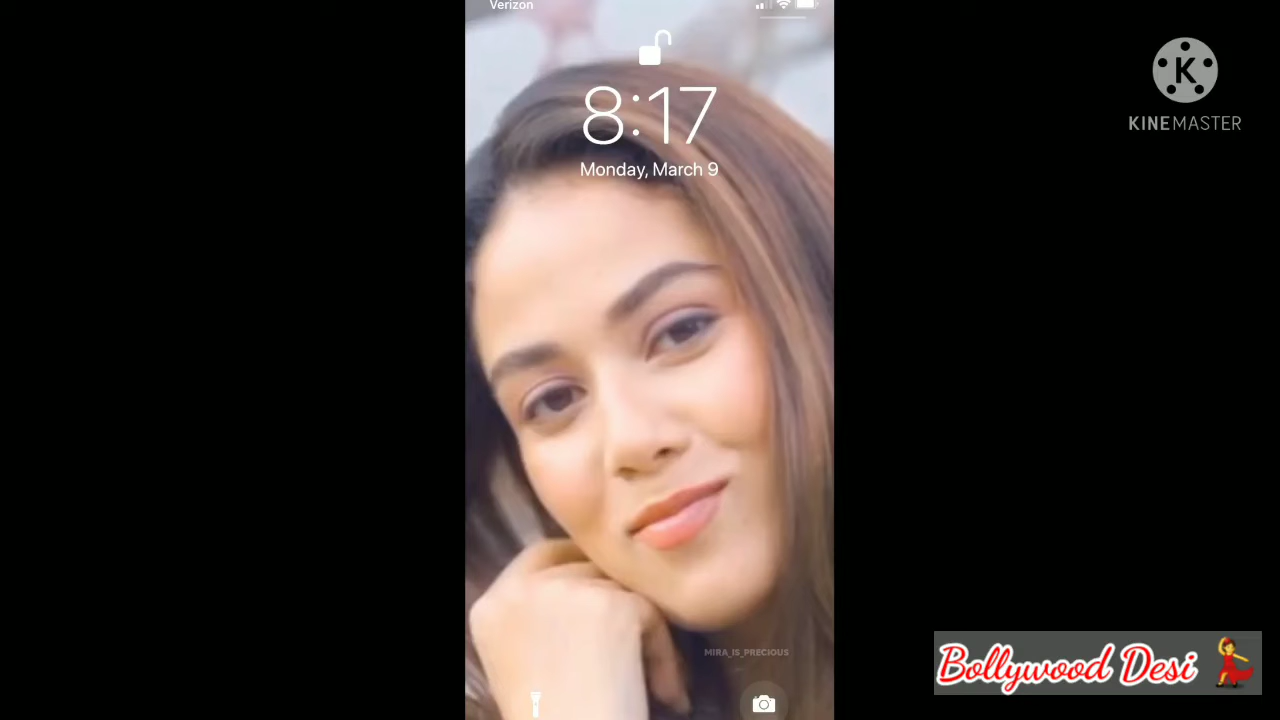 Verizon
8:17
Monday, March 9
K
KINEMASTER
MIRA_IS_PRECIOUS
Bollywood Desi